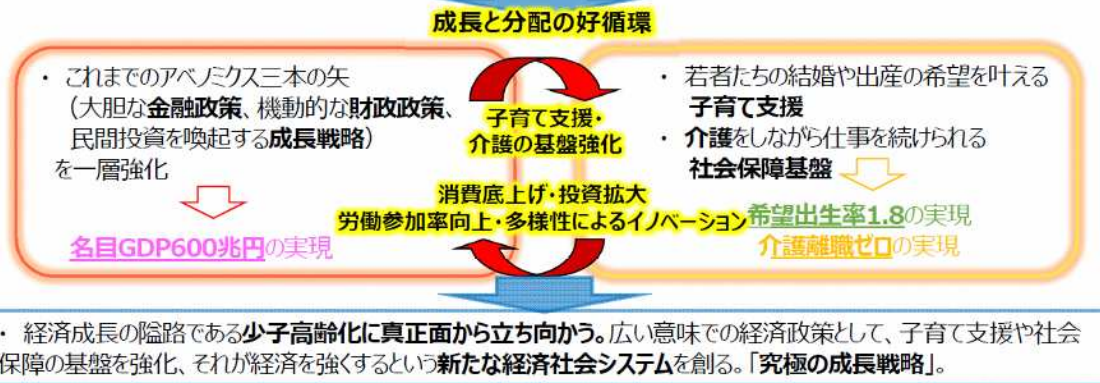 成長と分配の好循環
・ これまでのアベノミクス三本の矢
（大胆な金融政策、機動的な財政政策、
民間投資を喚起する成長戦略）
を一層強化
名目GDP600兆円の実現
子育て支援・
介護の基盤強化
消費底上げ・投資拡大
労働参加率向上・多様性によるイノベーション
・ 若者たちの結婚や出産の希望を叶える
子育て支援
・ 介護をしながら仕事を続けられる
社会保障基盤
希望出生率1.8の実現
介護離職ゼロの実現
・ 経済成長の隘路である少子高齢化に真正面から立ち向かう。広い意味での経済政策として、子育て支援や社会
保障の基盤を強化、それが経済を強くするという新たな経済社会システムを創る。「究極の成長戦略」。